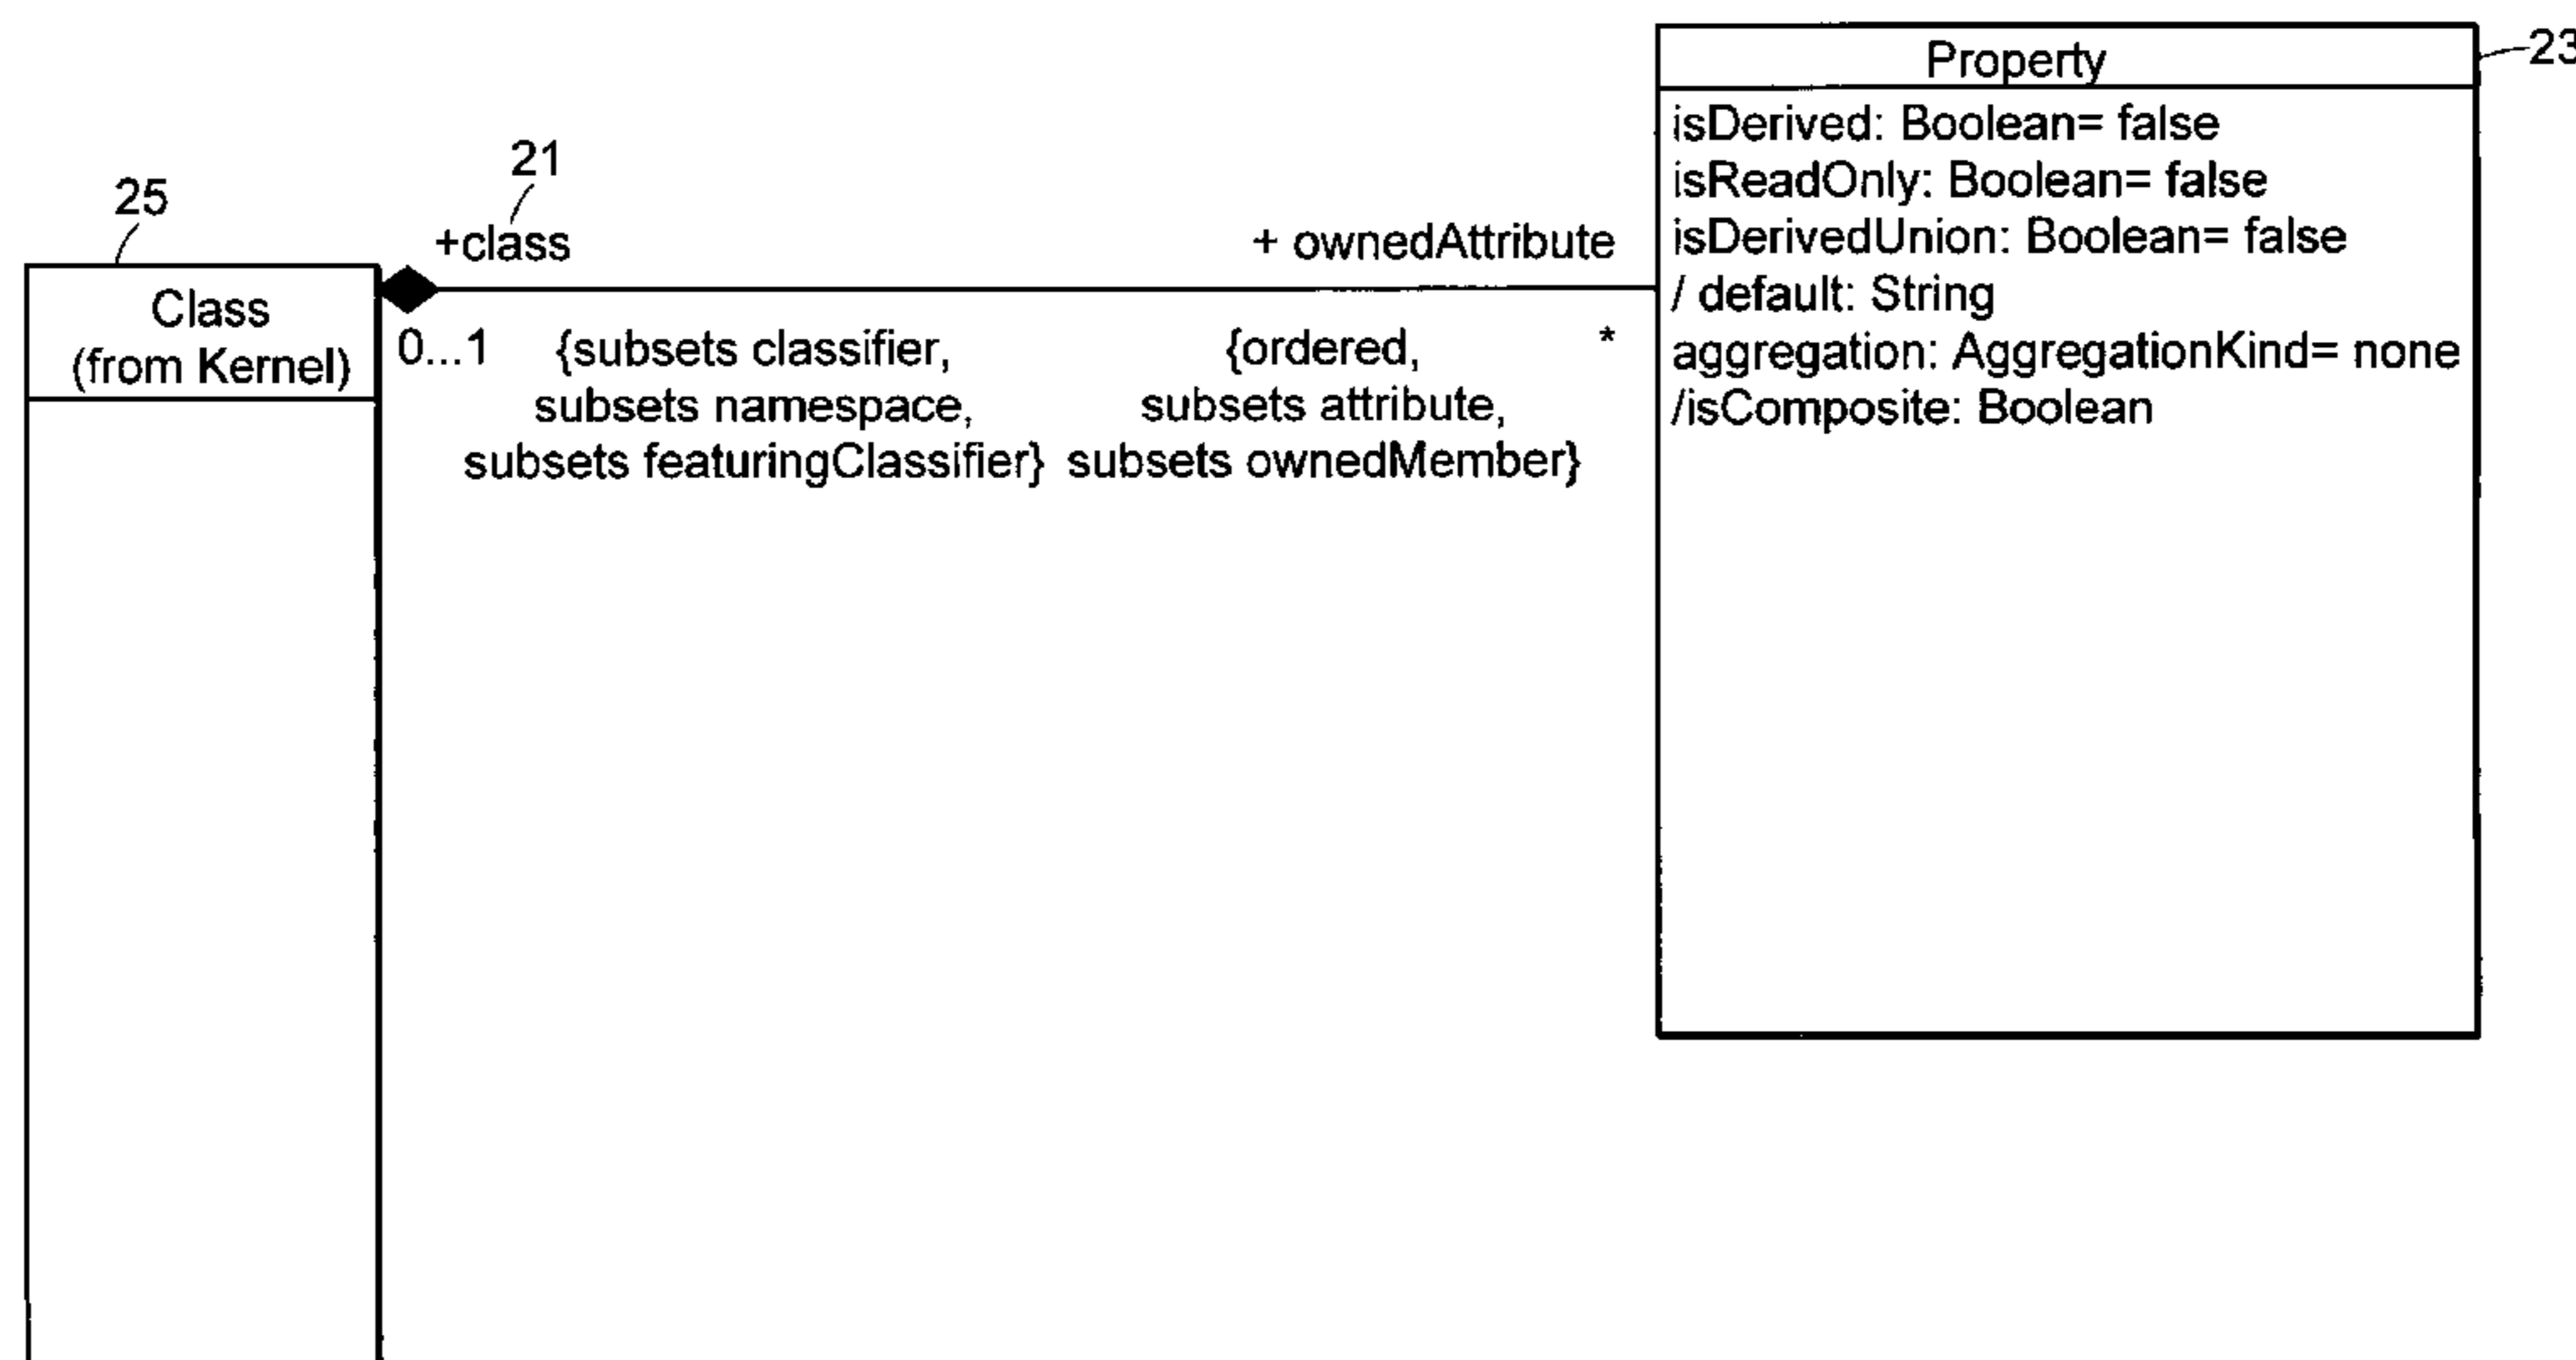 Property
23
isDerived: Boolean= false
isReadOnly: Boolean= false
isDerivedUnion: Boolean= false
/ default: String
aggregation: AggregationKind= none
/isComposite: Boolean
21
25
+class
+ ownedAttribute
Class
(from Kernel)
0...1
{subsets classifier,
subsets namespace,
subsets featuringClassifier}
{ordered,
subsets attribute,
subsets ownedMember}
*